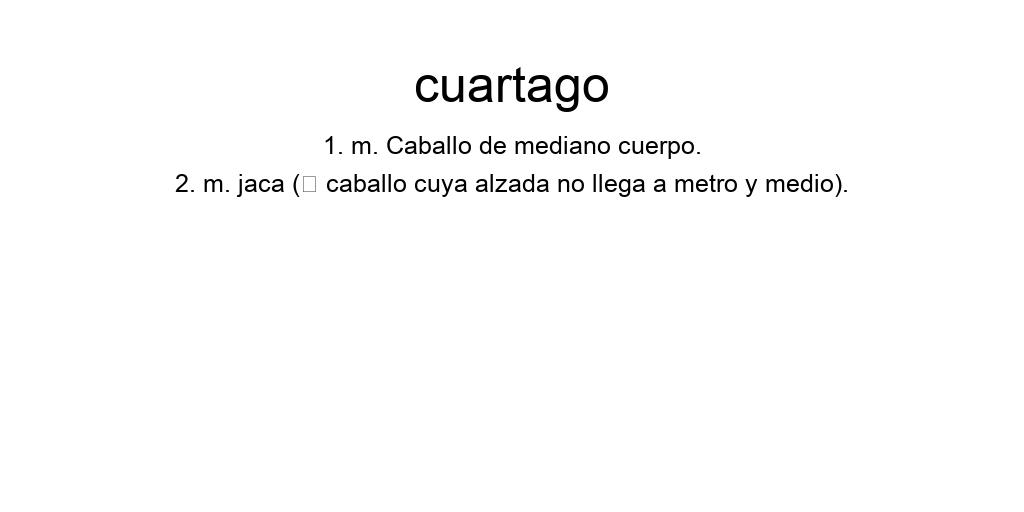 cuartago
1. m. Caballo de mediano cuerpo.
2. m. jaca (▯ caballo cuya alzada no llega a metro y medio).